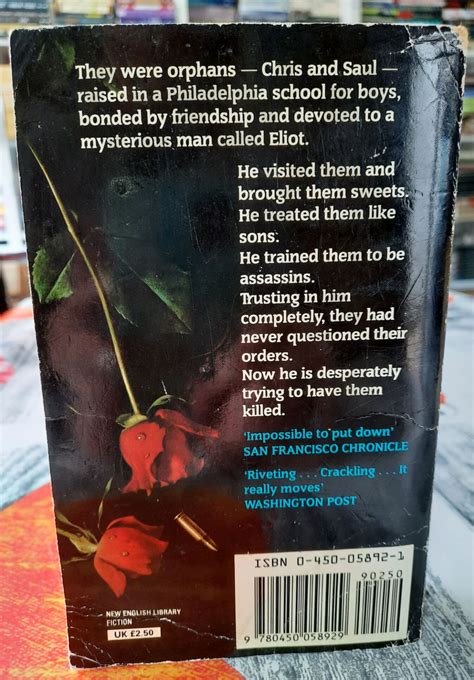 They were orphans — Chris and Saul —
raised in a Philadelphia school for boys,
bonded by friendship and devoted to a
mysterious man called Eliot.
He visited them and
brought them sweets.
He treated them like
sons.
He trained them to be
assassins.
Trusting in him
completely, they had
never questioned their
orders.
Now he is desperately
trying to have them
killed.
'Impossible to put down'
SAN FRANCISCO CHRONICLE
'Riveting . . . Crackling . . . It
really moves'
WASHINGTON POST
ISBN 0-450-05892-1
90250
9 780450 058929
NEW ENGLISH LIBRARY
FICTION
UK £2.50